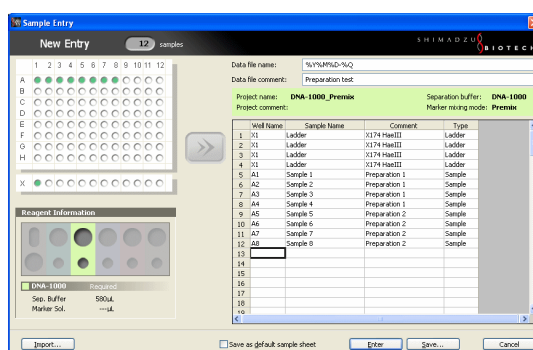 Sample Entry
New Entry 12 samples
SHIMADZU BIOTECH
1 2 3 4 5 6 7 8 9 10 11 12
A
B
C
D
E
F
G
H
X
Reagent Information
DNA-1000 Required
Sep. Buffer 580µL
Marker Sol. ---µL
Data file name: %Y%M%D-%Q
Data file comment: Preparation test
Project name: DNA-1000_Premix Separation buffer: DNA-1000
Project comment: Marker mixing mode: Premix
Well Name Sample Name Comment Type
1 X1 Ladder X174 HaeIII Ladder
2 X1 Ladder X174 HaeIII Ladder
3 X1 Ladder X174 HaeIII Ladder
4 X1 Ladder X174 HaeIII Ladder
5 A1 Sample 1 Preparation 1 Sample
6 A2 Sample 2 Preparation 1 Sample
7 A3 Sample 3 Preparation 1 Sample
8 A4 Sample 4 Preparation 1 Sample
9 A5 Sample 5 Preparation 2 Sample
10 A6 Sample 6 Preparation 2 Sample
11 A7 Sample 7 Preparation 2 Sample
12 A8 Sample 8 Preparation 2 Sample
13
14
15
16
17
18
19
Import... Save as default sample sheet Enter Save... Cancel